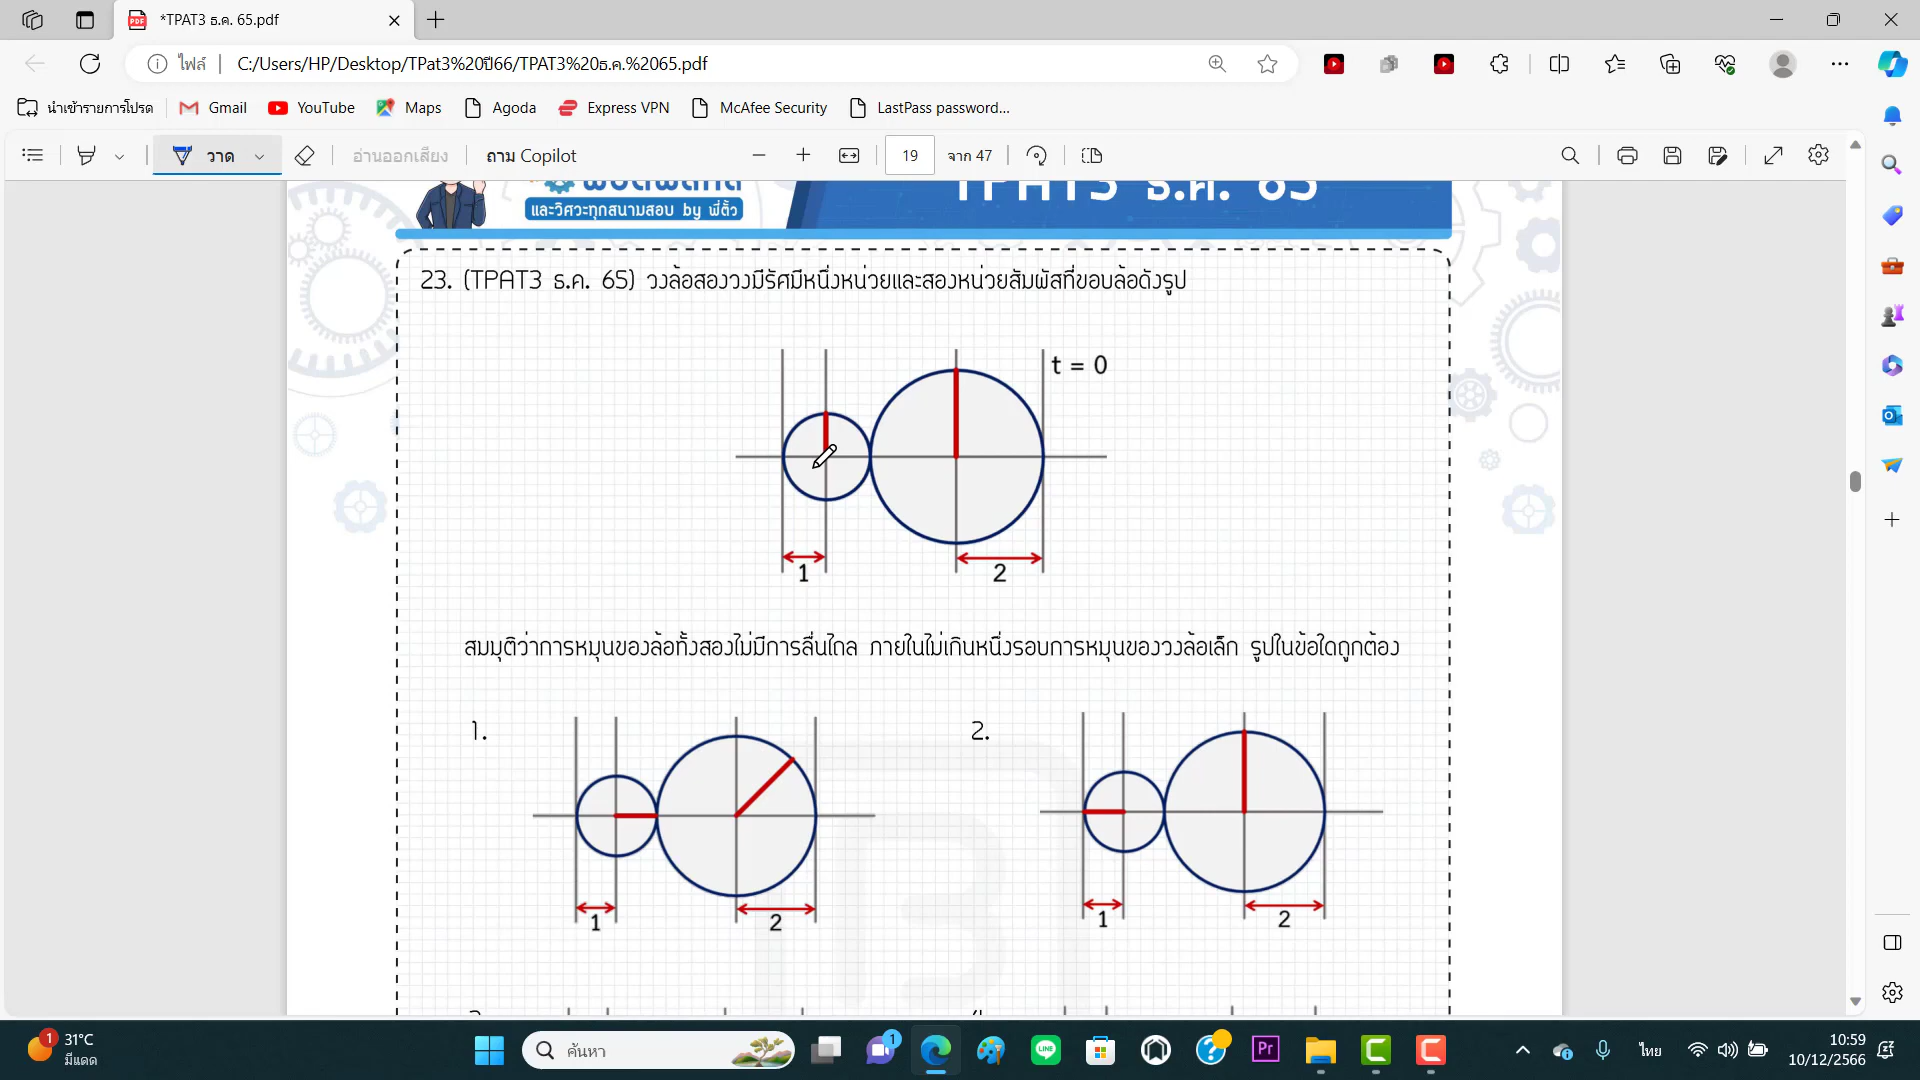 *TPAT3 ธ.ค. 65.pdf
ไฟล์
C:/Users/HP/Desktop/TPat3%20ปี66/TPAT3%20ธ.ค.%2065.pdf
นำเข้ารายการโปรด
Gmail
YouTube
Maps
Agoda
Express VPN
McAfee Security
LastPass password...
วาด
อ่านออกเสียง
ถาม Copilot
19
จาก 47
TPAT3 ธ.ค. 65
และวิศวะทุกสนามสอบ by พี่ตั้ว
23. (TPAT3 ธ.ค. 65) วงล้อสองวงมีรัศมีหนึ่งหน่วยและสองหน่วยสัมผัสที่ขอบล้อดังรูป
t = 0
1
2
สมมุติว่าการหมุนของล้อทั้งสองไม่มีการลื่นไถล ภายในไม่เกินหนึ่งรอบการหมุนของวงล้อเล็ก รูปในข้อใดถูกต้อง
1.
2.
1
2
1
2
31°C
มีแดด
ค้นหา
LINE
Pr
ไทย
10:59
10/12/2566